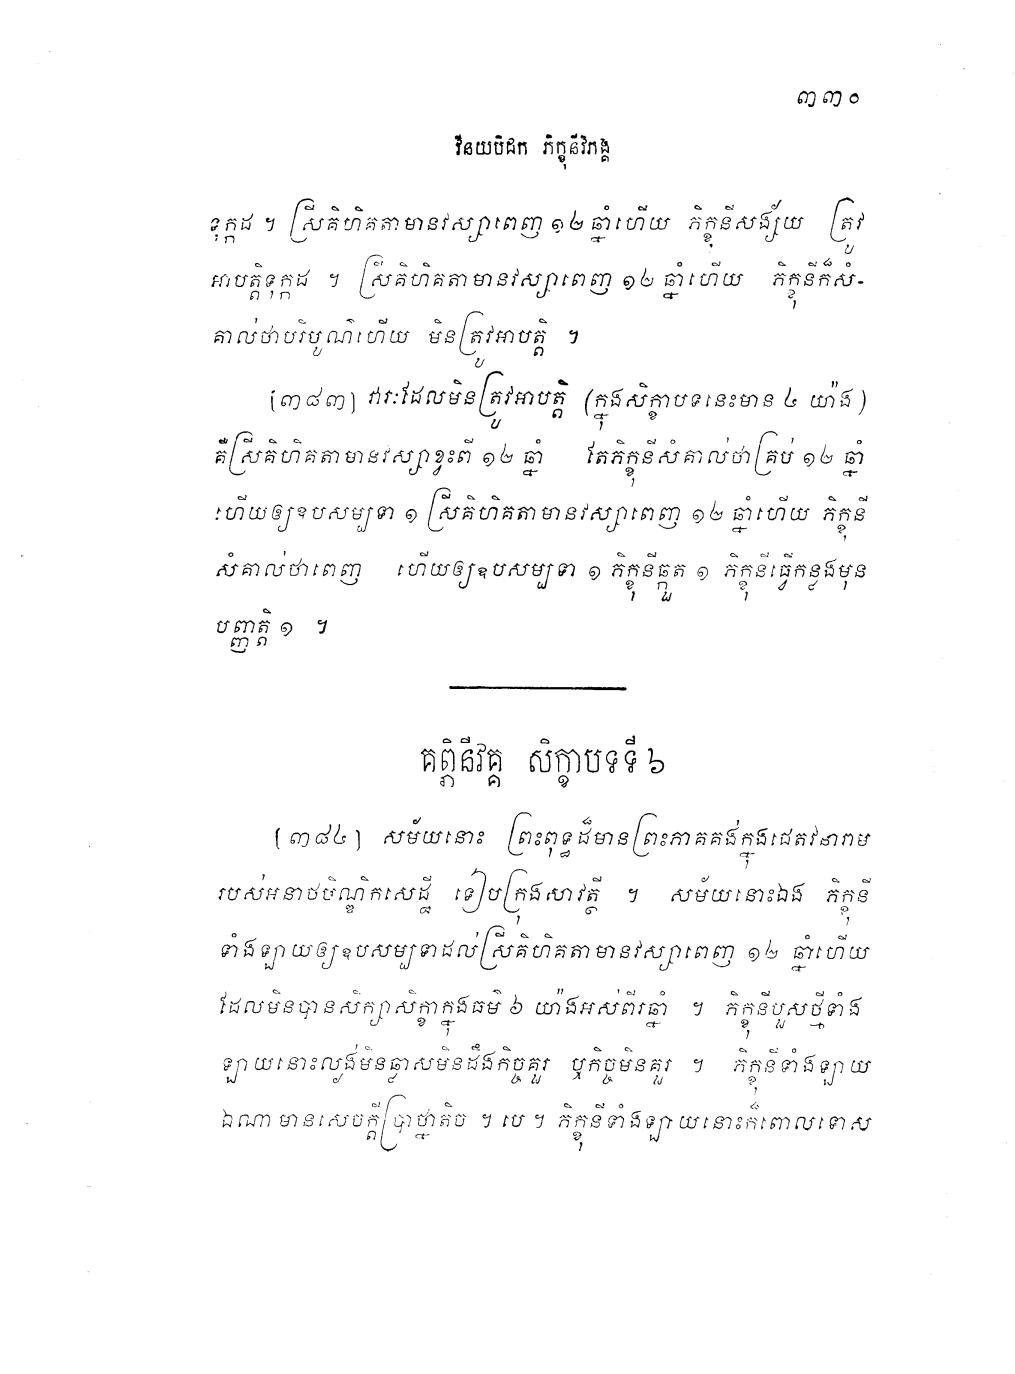 ៣៣០
វិនយបិដក ភិក្ខុនីវិភង្គ
ទុក្កដ ។ ស្រីគិហិគតាមានវស្សាពេញ ១២ ឆ្នាំហើយ ភិក្ខុនីសង្ស័យ ត្រូវ
អាបត្តិទុក្កដ ។ ស្រីគិហិគតាមានវស្សាពេញ ១២ ឆ្នាំហើយ ភិក្ខុនីក៏សំ-
គាល់ថាបរិបូណ៌ហើយ មិនត្រូវអាបត្តិ ។
[៣៨៣] វារៈដែលមិនត្រូវអាបត្តិ (ក្នុងសិក្ខាបទនេះមាន ៤ យ៉ាង)
គឺស្រីគិហិគតាមានវស្សាខ្វះពី ១២ ឆ្នាំ តែភិក្ខុនីសំគាល់ថាគ្រប់ ១២ ឆ្នាំ
ហើយឲ្យឧបសម្បទា ១ ស្រីគិហិគតាមានវស្សាពេញ ១២ ឆ្នាំហើយ ភិក្ខុនី
សំគាល់ថាពេញ ហើយឲ្យឧបសម្បទា ១ ភិក្ខុនីឆ្កួត ១ ភិក្ខុនីធ្វើកន្លងមុន
បញ្ញត្តិ ១ ។
គព្ភិនីវគ្គ សិក្ខាបទទី ៦
[៣៨៤] សម័យនោះ ព្រះពុទ្ធដ៏មានព្រះភាគគង់ក្នុងជេតវនារាម
របស់អនាថបិណ្ឌិកសេដ្ឋី ទៀបក្រុងសាវត្ថី ។ សម័យនោះឯង ភិក្ខុនី
ទាំងឡាយឲ្យឧបសម្បទាដល់ស្រីគិហិគតាមានវស្សាពេញ ១២ ឆ្នាំហើយ
ដែលមិនបានសិក្សាសិក្ខាក្នុងធម៌ ៦ យ៉ាងអស់ពីរឆ្នាំ ។ ភិក្ខុនីបួសថ្មីទាំង
ឡាយនោះល្ងង់មិនឆ្លាសមិនដឹងកិច្ចគួរ ឬកិច្ចមិនគួរ ។ ភិក្ខុនីទាំងឡាយ
ឯណាមានសេចក្តីប្រាថ្នាតិច ។ បេ ។ ភិក្ខុនីទាំងឡាយនោះក៏ពោលទោស